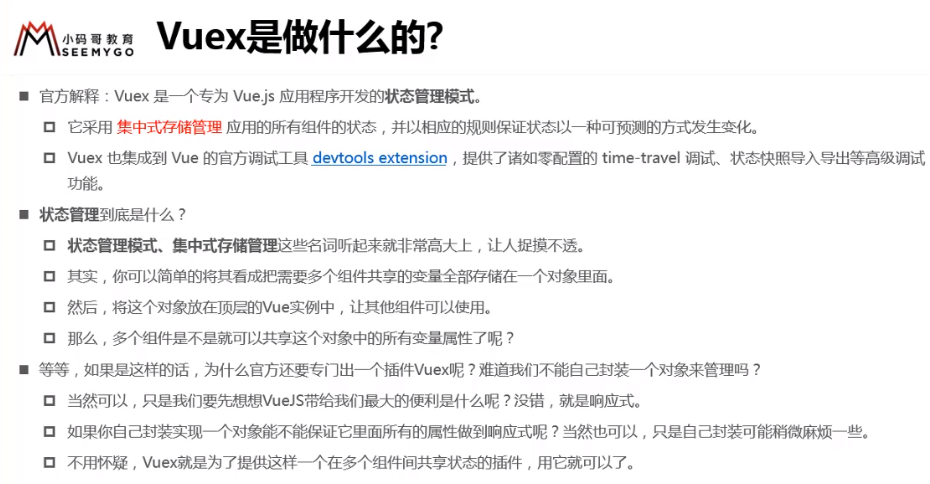 小码哥教育
SEEMYGO
Vuex是做什么的?
官方解释：Vuex 是一个专为 Vue.js 应用程序开发的状态管理模式。
它采用 集中式存储管理 应用的所有组件的状态，并以相应的规则保证状态以一种可预测的方式发生变化。
Vuex 也集成到 Vue 的官方调试工具 devtools extension，提供了诸如零配置的 time-travel 调试、状态快照导入导出等高级调试
功能。
状态管理到底是什么？
状态管理模式、集中式存储管理这些名词听起来就非常高大上，让人捉摸不透。
其实，你可以简单的将其看成把需要多个组件共享的变量全部存储在一个对象里面。
然后，将这个对象放在顶层的Vue实例中，让其他组件可以使用。
那么，多个组件是不是就可以共享这个对象中的所有变量属性了呢？
等等，如果是这样的话，为什么官方还要专门出一个插件Vuex呢？难道我们不能自己封装一个对象来管理吗？
当然可以，只是我们要先想想VueJS带给我们最大的便利是什么呢？没错，就是响应式。
如果你自己封装实现一个对象能不能保证它里面所有的属性做到响应式呢？当然也可以，只是自己封装可能稍微麻烦一些。
不用怀疑，Vuex就是为了提供这样一个在多个组件间共享状态的插件，用它就可以了。